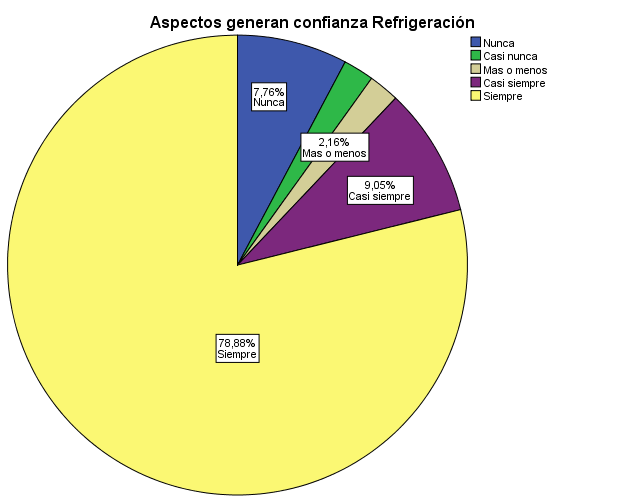 Aspectos generan confianza Refrigeración
Nunca
Casi nunca
Mas o menos
Casi siempre
Siempre
7,76%
Nunca
2,16%
Mas o menos
9,05%
Casi siempre
78,88%
Siempre